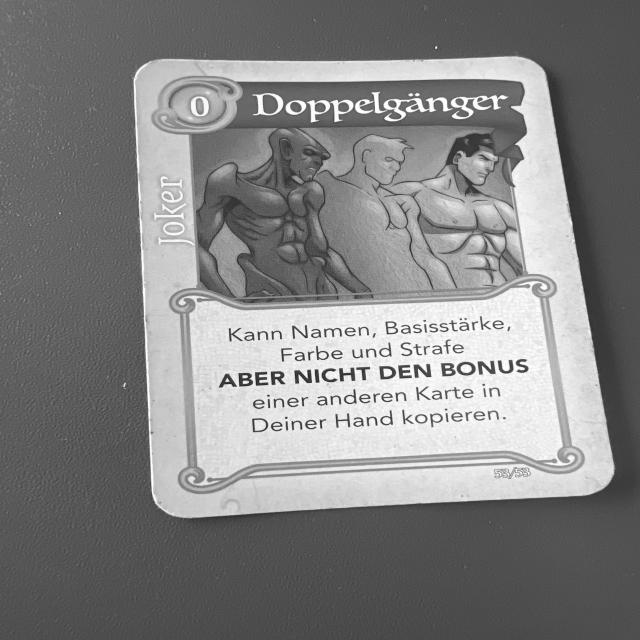 0
Doppelgänger
Joker
Kann Namen, Basisstärke,
Farbe und Strafe
ABER NICHT DEN BONUS
einer anderen Karte in
Deiner Hand kopieren.
53/53